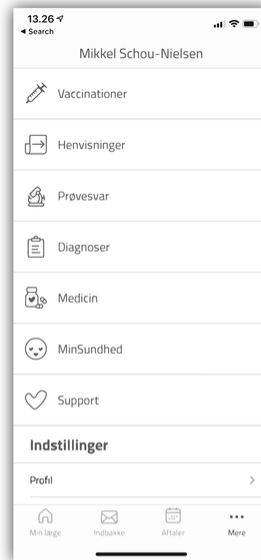 13.26
◀ Search
Mikkel Schou-Nielsen
Vaccinationer
Henvisninger
Prøvesvar
Diagnoser
Medicin
MinSundhed
Support
Indstillinger
Profil
Min læge Indbakke Aftaler Mere